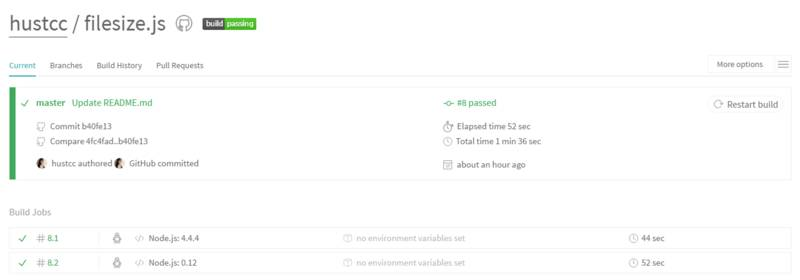 hustcc / filesize.js build passing
Current Branches Build History Pull Requests More options
master Update README.md #8 passed Restart build
Commit b40fe13 Elapsed time 52 sec
Compare 4fc4fad..b40fe13 Total time 1 min 36 sec
hustcc authored GitHub committed about an hour ago
Build Jobs
# 8.1 </> Node.js: 4.4.4 no environment variables set 44 sec
# 8.2 </> Node.js: 0.12 no environment variables set 52 sec